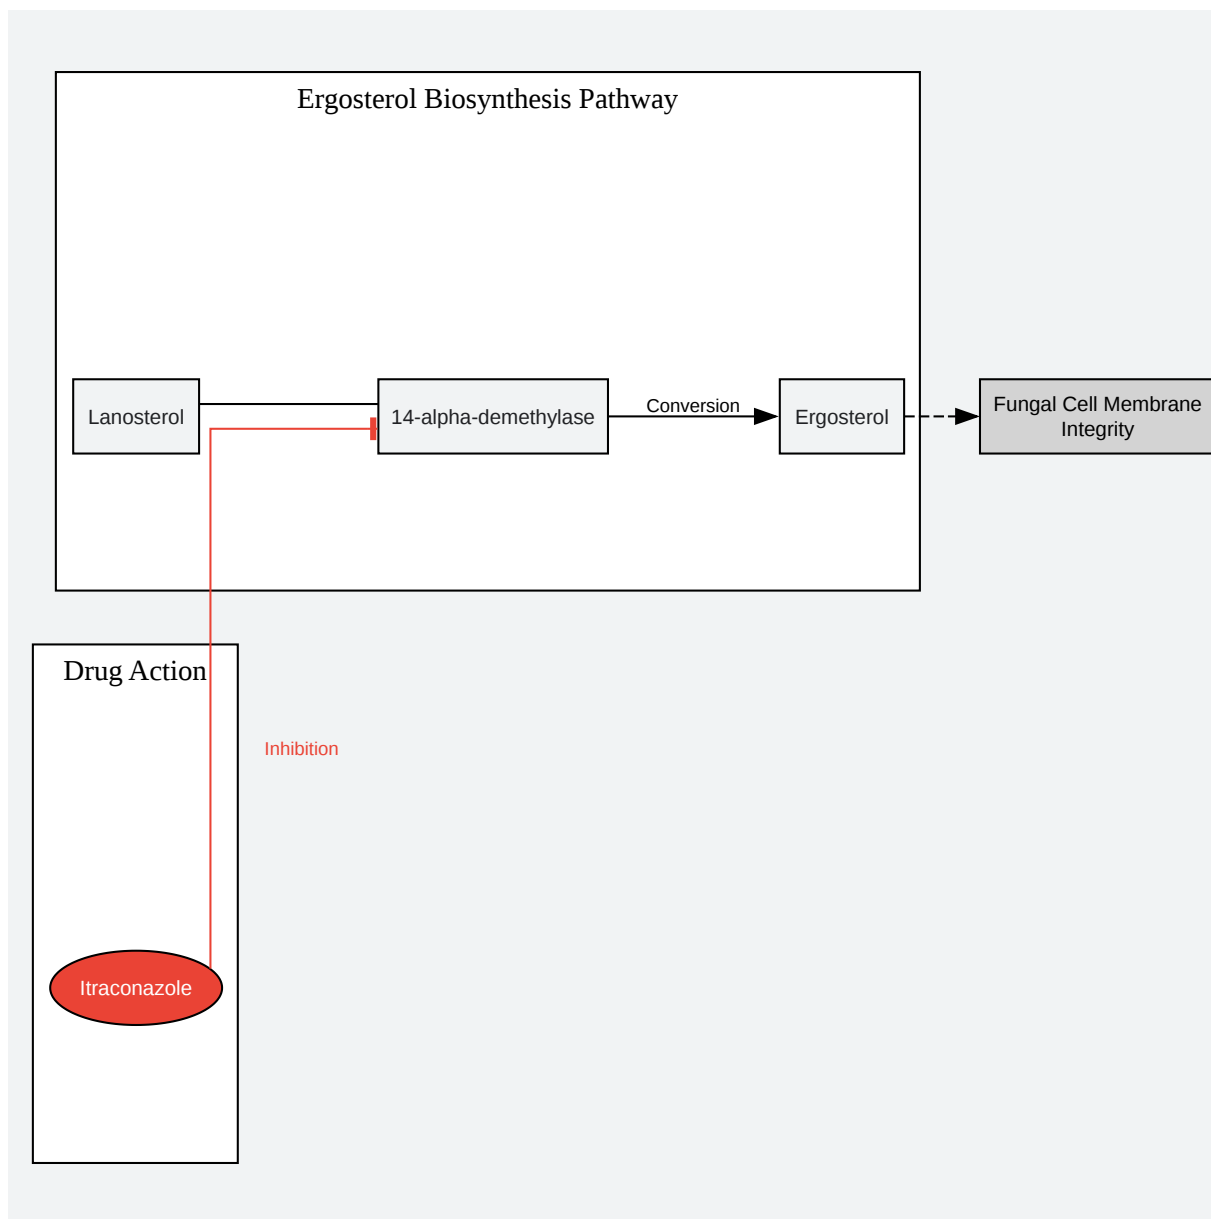 Ergosterol Biosynthesis Pathway
Lanosterol
14-alpha-demethylase
Conversion
Ergosterol
Fungal Cell Membrane
Integrity
Drug Action
Inhibition
Itraconazole